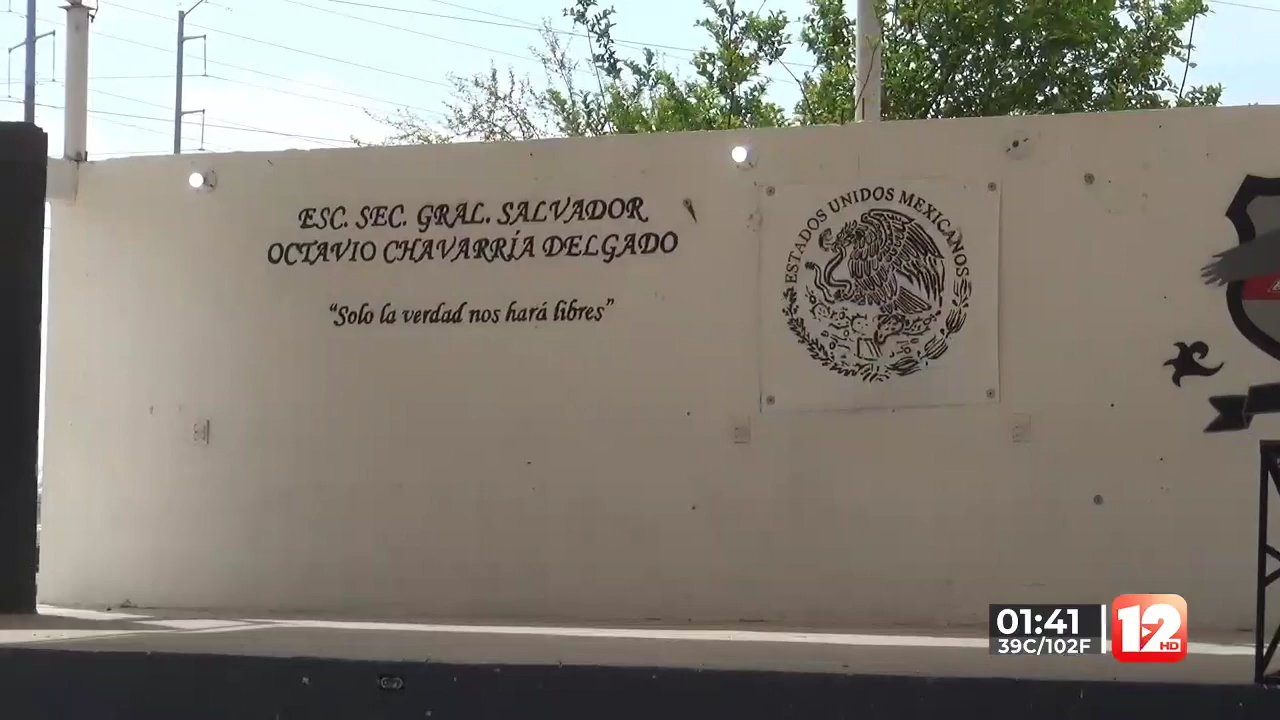 ESC. SEC. GRAL. SALVADOR
OCTAVIO CHAVARRÍA DELGADO
“Solo la verdad nos hará libres”
ESTADOS UNIDOS MEXICANOS
01:41
39C/102F
12
HD